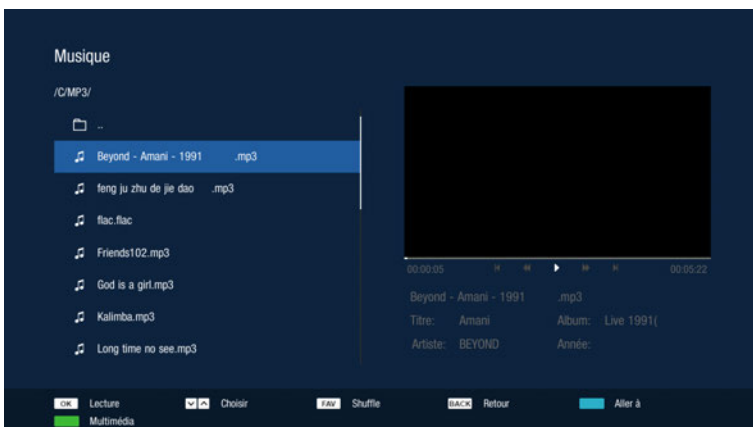 Musique
/C/MP3/
..
Beyond - Amani - 1991 .mp3
feng ju zhu de jie dao .mp3
flac.flac
Friends102.mp3
God is a girl.mp3
Kalimba.mp3
Long time no see.mp3
00:00:05 00:05:22
Beyond - Amani - 1991 .mp3
Titre: Amani Album: Live 1991(
Artiste: BEYOND Année:
OK Lecture Choisir FAV Shuffle BACK Retour Aller à
Multimédia